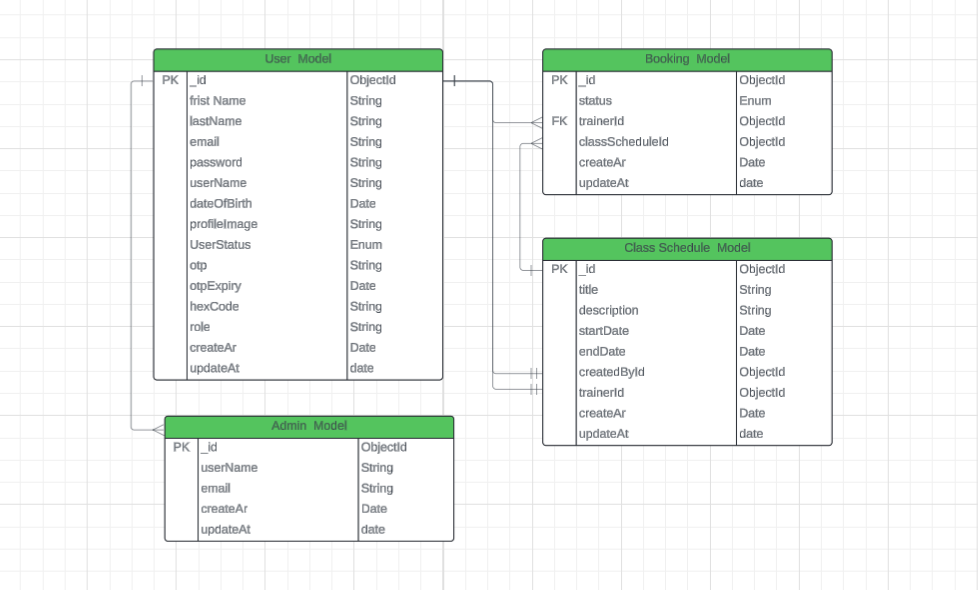 User Model
PK _id ObjectId
frist Name String
lastName String
email String
password String
userName String
dateOfBirth Date
profileImage String
UserStatus Enum
otp String
otpExpiry Date
hexCode String
role String
createAr Date
updateAt date
Admin Model
PK _id ObjectId
userName String
email String
createAr Date
updateAt date
Booking Model
PK _id ObjectId
status Enum
FK trainerId ObjectId
classScheduleId ObjectId
createAr Date
updateAt date
Class Schedule Model
PK _id ObjectId
title String
description String
startDate Date
endDate Date
createdById ObjectId
trainerId ObjectId
createAr Date
updateAt date